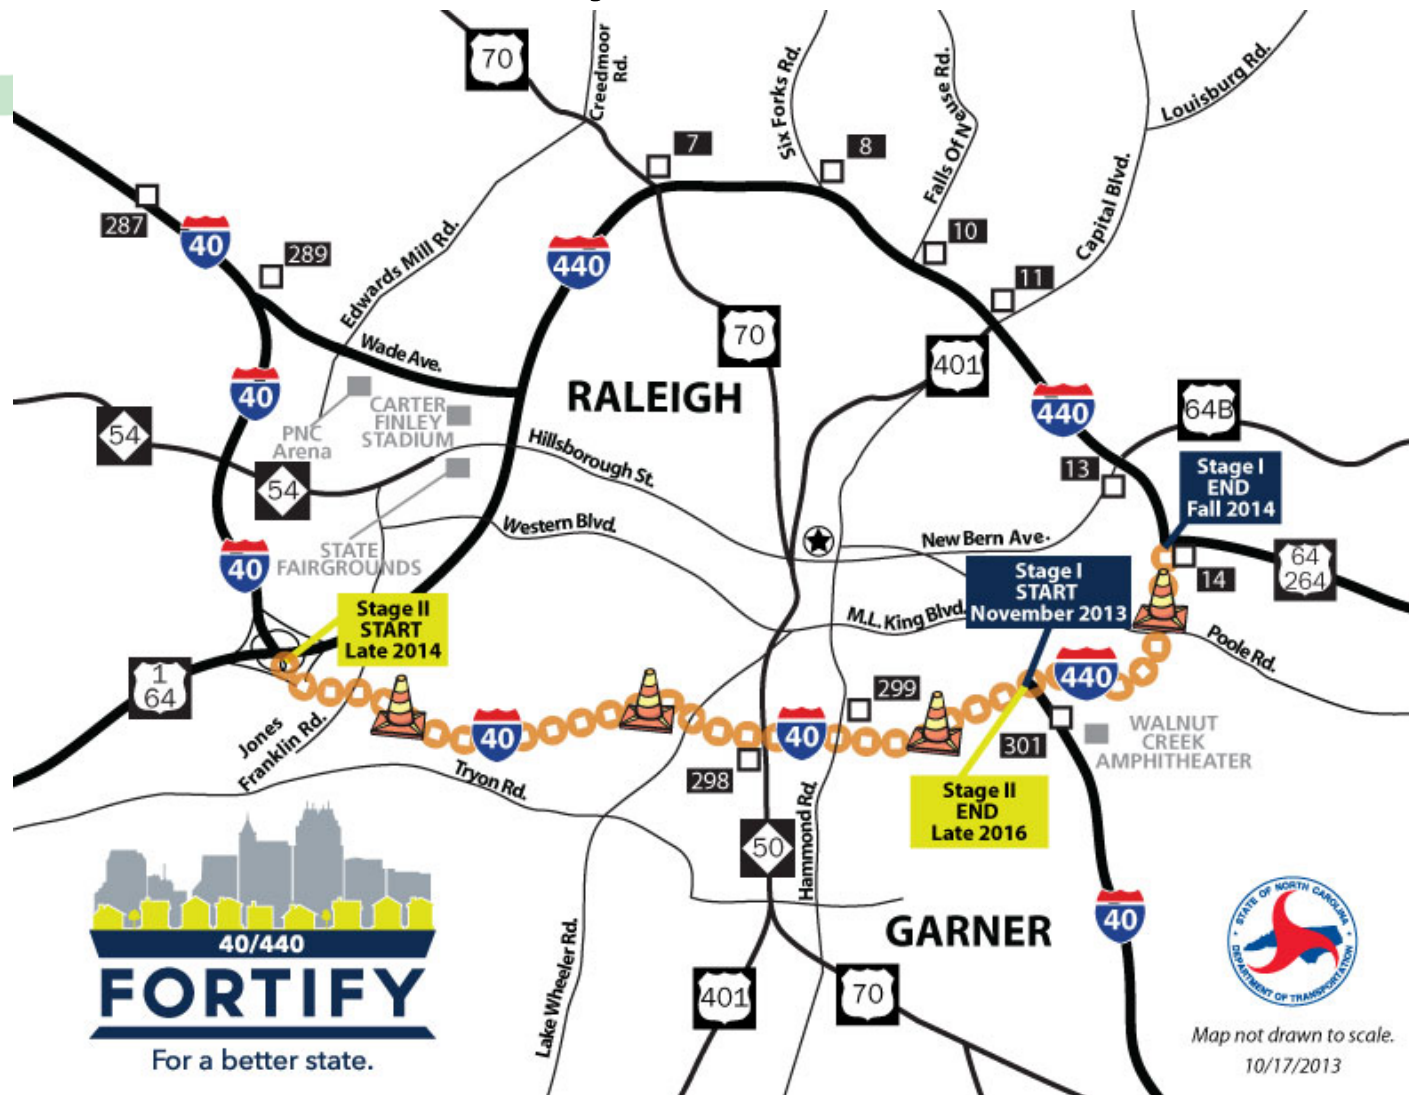 70
Creedmoor
Rd.
Six Forks Rd.
Falls Of Neuse Rd.
Louisburg Rd.
Capital Blvd.
7
8
10
11
287
40
289
440
Edwards Mill Rd.
Wade Ave.
70
401
40
RALEIGH
440
64B
54
PNC
Arena
CARTER
FINLEY
STADIUM
Hillsborough St.
13
Stage I
END
Fall 2014
54
Western Blvd.
New Bern Ave.
STATE
FAIRGROUNDS
40
Stage I
START
November 2013
14
64
264
Stage II
START
Late 2014
M.L. King Blvd.
Poole Rd.
1
64
440
299
40
40
301
WALNUT
CREEK
AMPHITHEATER
Jones
Franklin Rd.
Tryon Rd.
298
Hammond Rd.
Stage II
END
Late 2016
50
Lake Wheeler Rd.
GARNER
40
401
70
40/440
FORTIFY
For a better state.
STATE OF NORTH CAROLINA
DEPARTMENT OF TRANSPORTATION
Map not drawn to scale.
10/17/2013